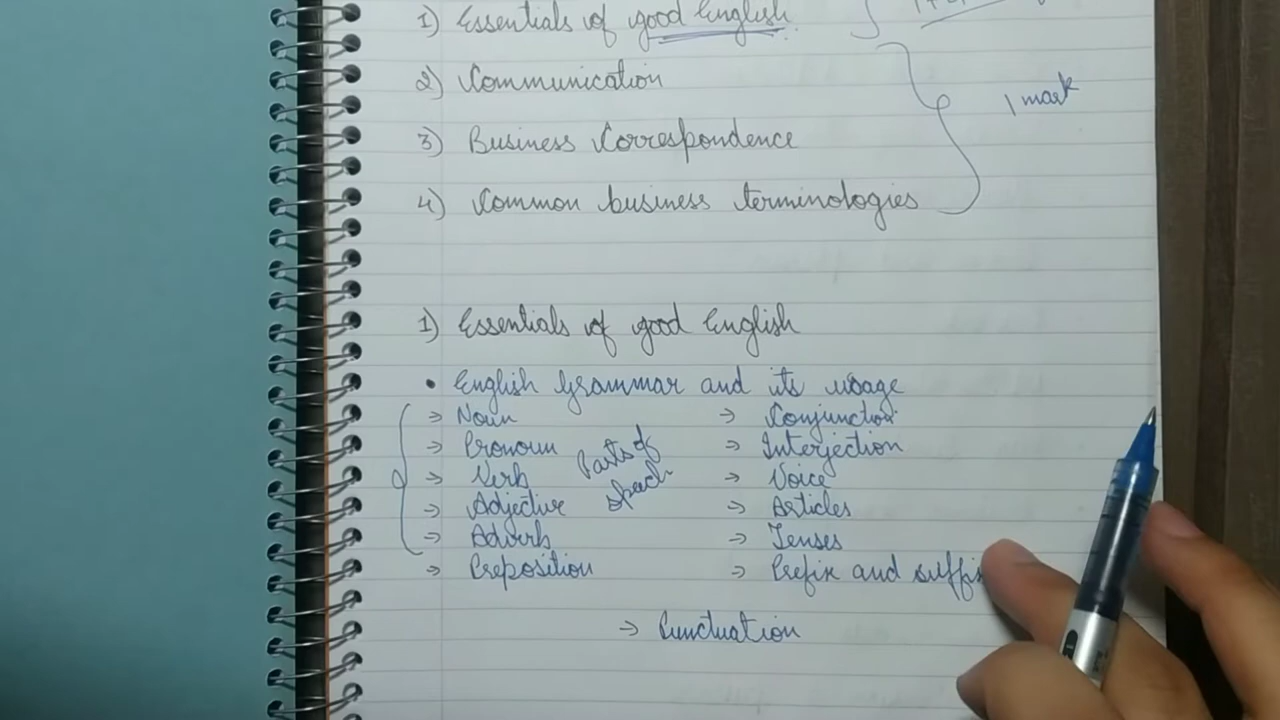 1) Essentials of good English
2) Communication
1 mark
3) Business Correspondence
4) Common business terminologies
1) Essentials of good English
• English Grammar and its usage
→ Noun → Conjunction
→ Pronoun → Interjection
Parts of
speech
→ Verb → Voice
→ Adjective → Articles
→ Adverb → Tenses
→ Preposition → Prefix and suffix
→ Punctuation